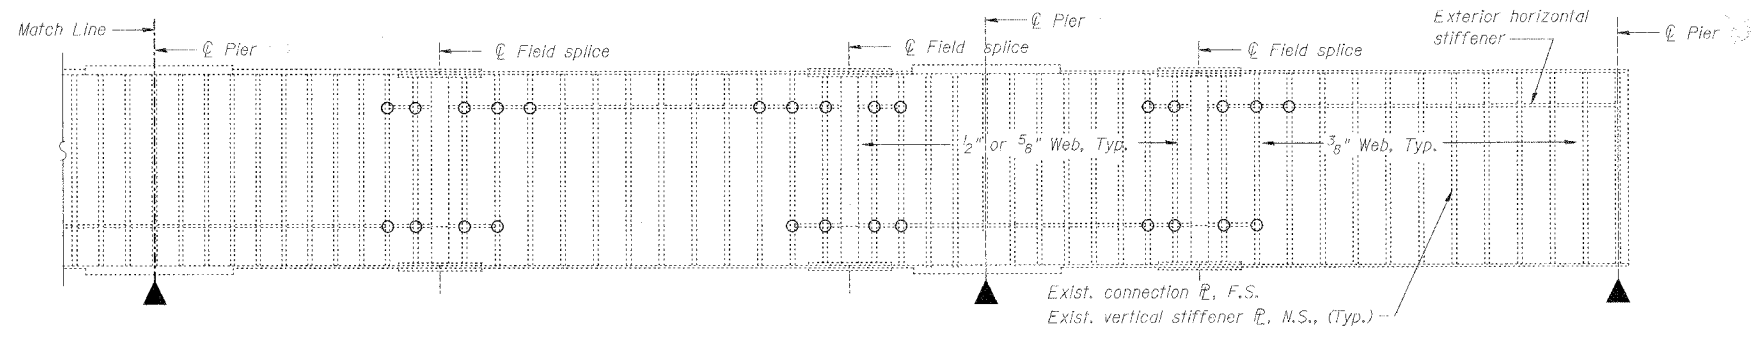 Match Line
℄ Pier
℄ Field splice
℄ Field splice
℄ Pier
℄ Field splice
Exterior horizontal
stiffener
℄ Pier
1/2" or 5/8" Web, Typ.
3/8" Web, Typ.
Exist. connection ⅊, F.S.
Exist. vertical stiffener ⅊, N.S., (Typ.)